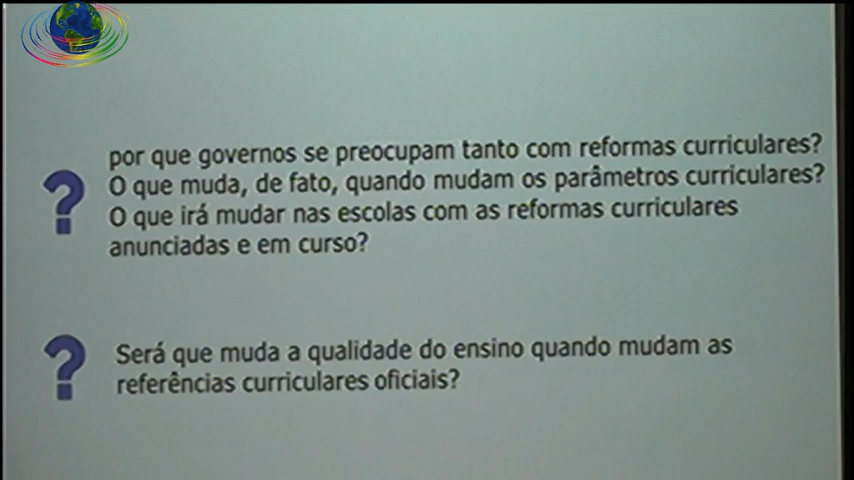 por que governos se preocupam tanto com reformas curriculares?
O que muda, de fato, quando mudam os parâmetros curriculares?
O que irá mudar nas escolas com as reformas curriculares
anunciadas e em curso?
Será que muda a qualidade do ensino quando mudam as
referências curriculares oficiais?